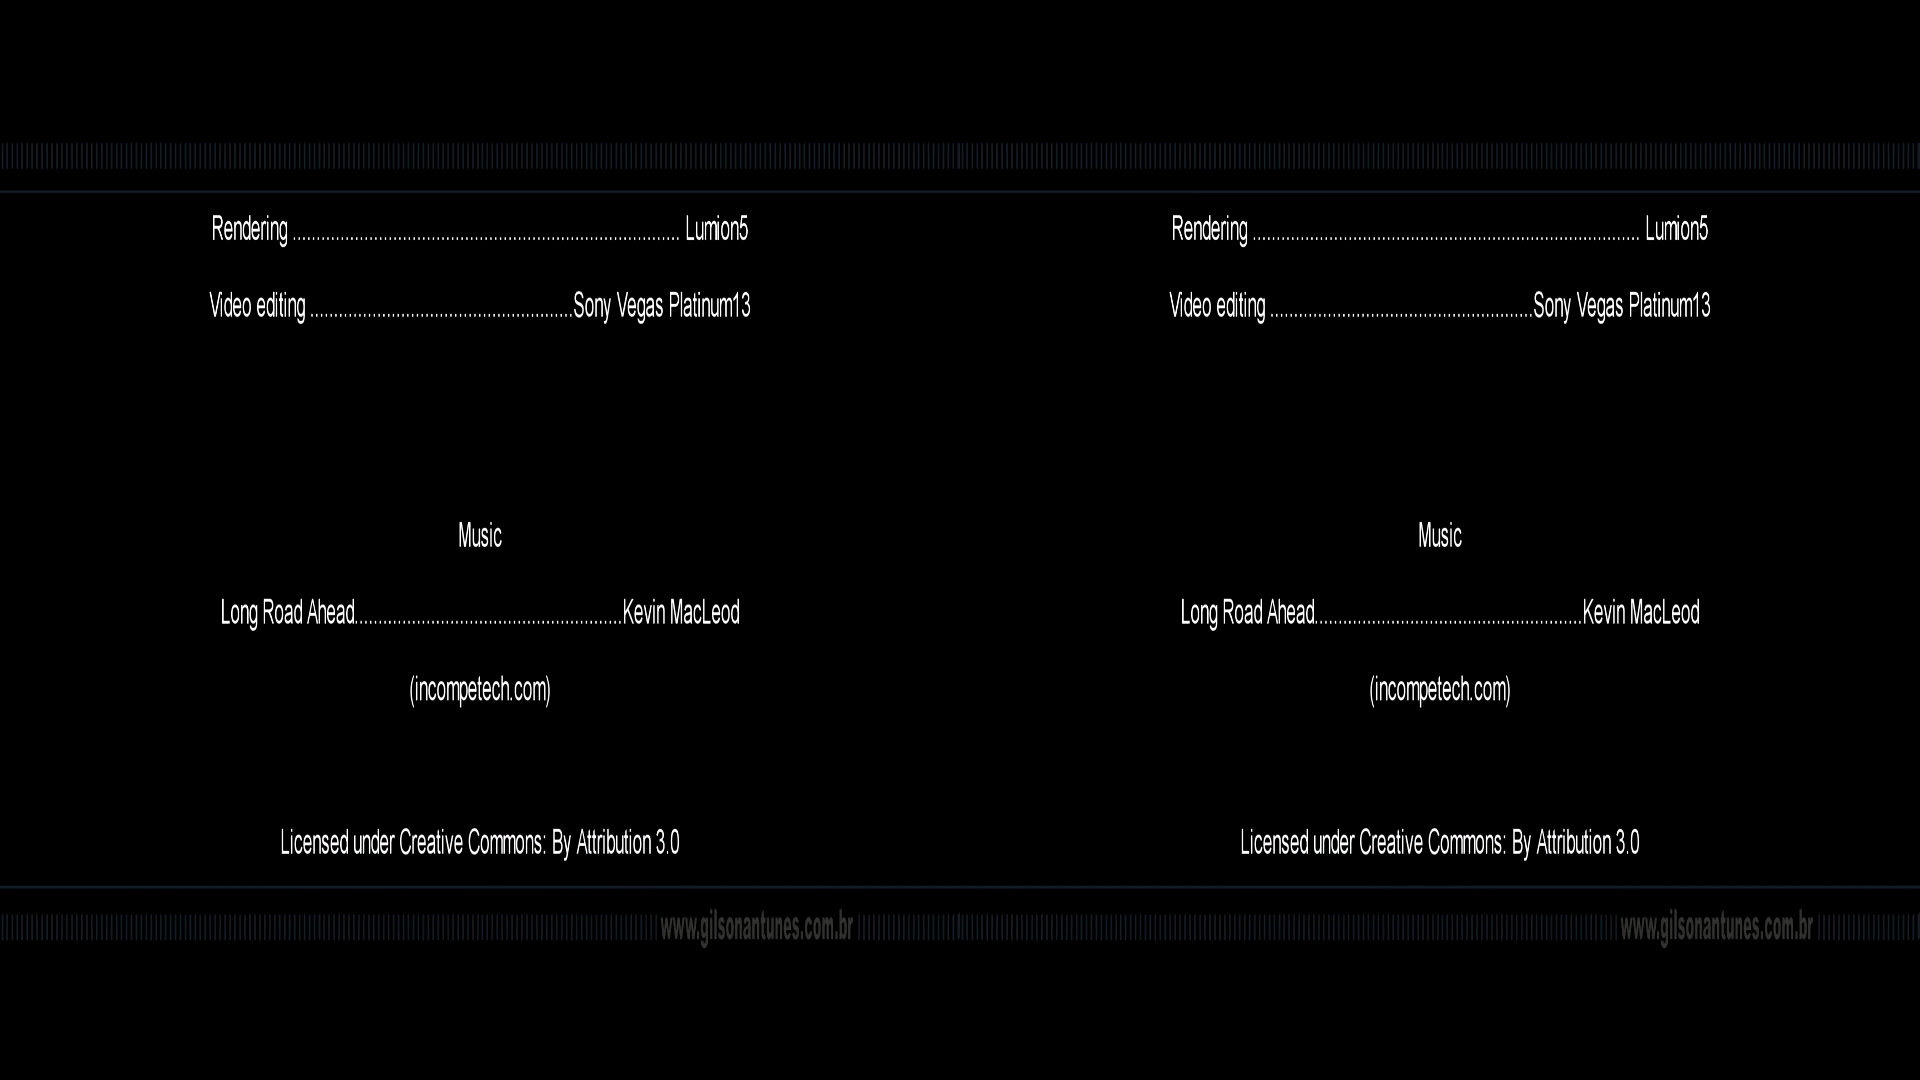 Rendering ................................................................................. Lumion5
Video editing .......................................................Sony Vegas Platinum13
Music
Long Road Ahead........................................................Kevin MacLeod
(incompetech.com)
Licensed under Creative Commons: By Attribution 3.0
www.gilsonantunes.com.br
Rendering ................................................................................. Lumion5
Video editing .......................................................Sony Vegas Platinum13
Music
Long Road Ahead........................................................Kevin MacLeod
(incompetech.com)
Licensed under Creative Commons: By Attribution 3.0
www.gilsonantunes.com.br